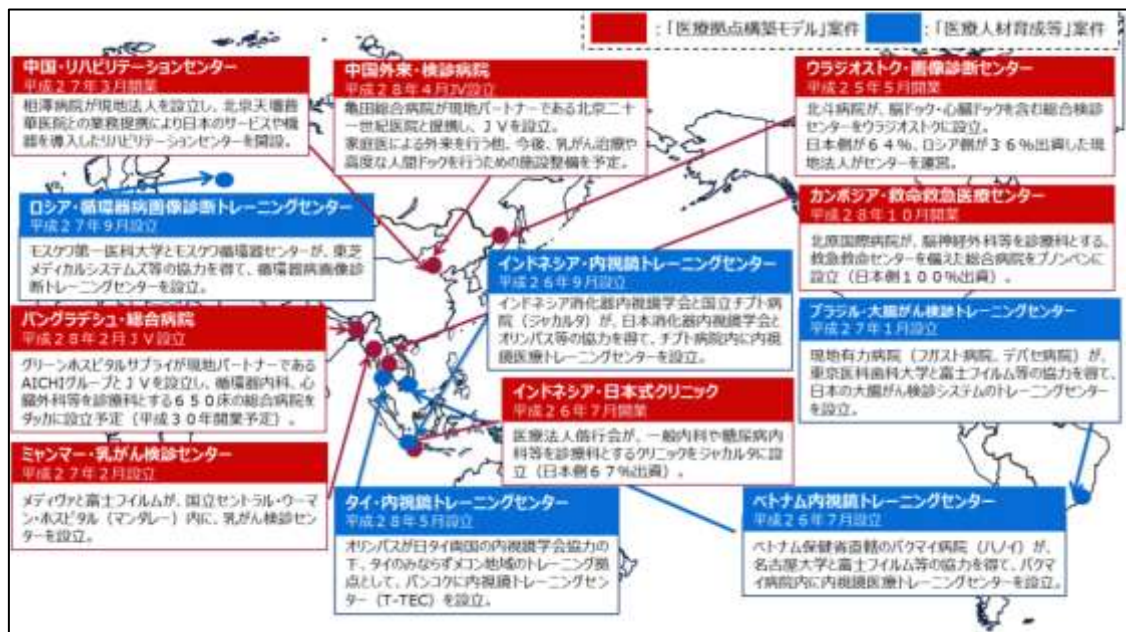 ：「医療拠点構築モデル」案件
：「医療人材育成等」案件
中国・リハビリテーションセンター
平成２７年３月開業
相澤病院が現地法人を設立し、北京天壇普
華医院との業務提携により日本のサービスや機
器を導入したリハビリテーションセンターを開設。
中国外来・検診病院
平成２８年４月JV設立
亀田総合病院が現地パートナーである北京二十
一世紀医院と提携し、ＪＶを設立。
家庭医による外来を行う他、今後、乳がん治療や
高度な人間ドックを行うための施設整備を予定。
ウラジオストク・画像診断センター
平成２５年５月開業
北斗病院が、脳ドック・心臓ドックを含む総合検診
センターをウラジオストクに設立。
日本側が６４％、ロシア側が３６％出資した現
地法人がセンターを運営。
ロシア・循環器病画像診断トレーニングセンター
平成２７年９月設立
モスクワ第一医科大学とモスクワ循環器センターが、東芝
メディカルシステムズ等の協力を得て、循環器病画像診
断トレーニングセンターを設立。
インドネシア・内視鏡トレーニングセンター
平成２６年９月設立
インドネシア消化器内視鏡学会と国立チプト病
院（ジャカルタ）が、日本消化器内視鏡学会と
オリンパス等の協力を得て、チプト病院内に内視
鏡医療トレーニングセンターを設立。
カンボジア・救命救急医療センター
平成２８年１０月開業
北原国際病院が、脳神経外科等を診療科とする、
救急救命センターを備えた総合病院をプノンペンに
設立（日本側１００％出資）。
バングラデシュ・総合病院
平成２８年２月ＪＶ設立
グリーンホスピタルサプライが現地パートナーである
AICHIグループとＪＶを設立し、循環器内科、心
臓外科等を診療科とする６５０床の総合病院を
ダッカに設立予定（平成３０年開業予定）。
インドネシア・日本式クリニック
平成２６年７月開業
医療法人偕行会が、一般内科や糖尿病内
科等を診療科とするクリニックをジャカルタに設
立（日本側６７％出資）。
ブラジル・大腸がん検診トレーニングセンター
平成２７年１月設立
現地有力病院（フガスト病院、デパセ病院）が、
東京医科歯科大学と富士フイルム等の協力を得て、
日本の大腸がん検診システムのトレーニングセンター
を設立。
ミャンマー・乳がん検診センター
平成２７年２月設立
メディヴァと富士フイルムが、国立セントラル・ウーマ
ン・ホスピタル（マンダレー）内に、乳がん検診セン
ターを設立。
タイ・内視鏡トレーニングセンター
平成２８年５月設立
オリンパスが日タイ両国の内視鏡学会協力の
下、タイのみならずメコン地域のトレーニング拠
点として、バンコクに内視鏡トレーニングセン
ター（T-TEC）を設立。
ベトナム内視鏡トレーニングセンター
平成２６年７月設立
ベトナム保健省直轄のバクマイ病院（ハノイ）が、
名古屋大学と富士フイルム等の協力を得て、バクマ
イ病院内に内視鏡医療トレーニングセンターを設立。